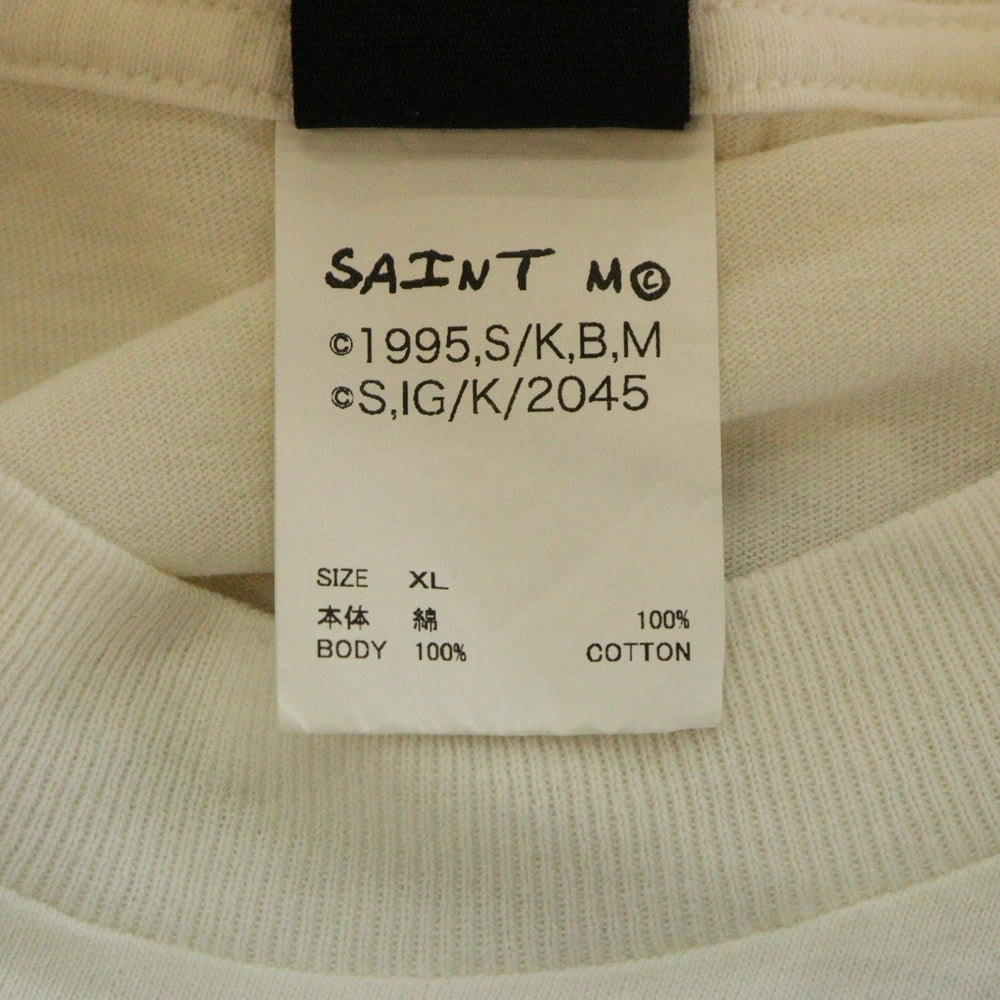 SAINT M©
©1995,S/K,B,M
©S,IG/K/2045
SIZE XL
本体 綿 100%
BODY 100% COTTON